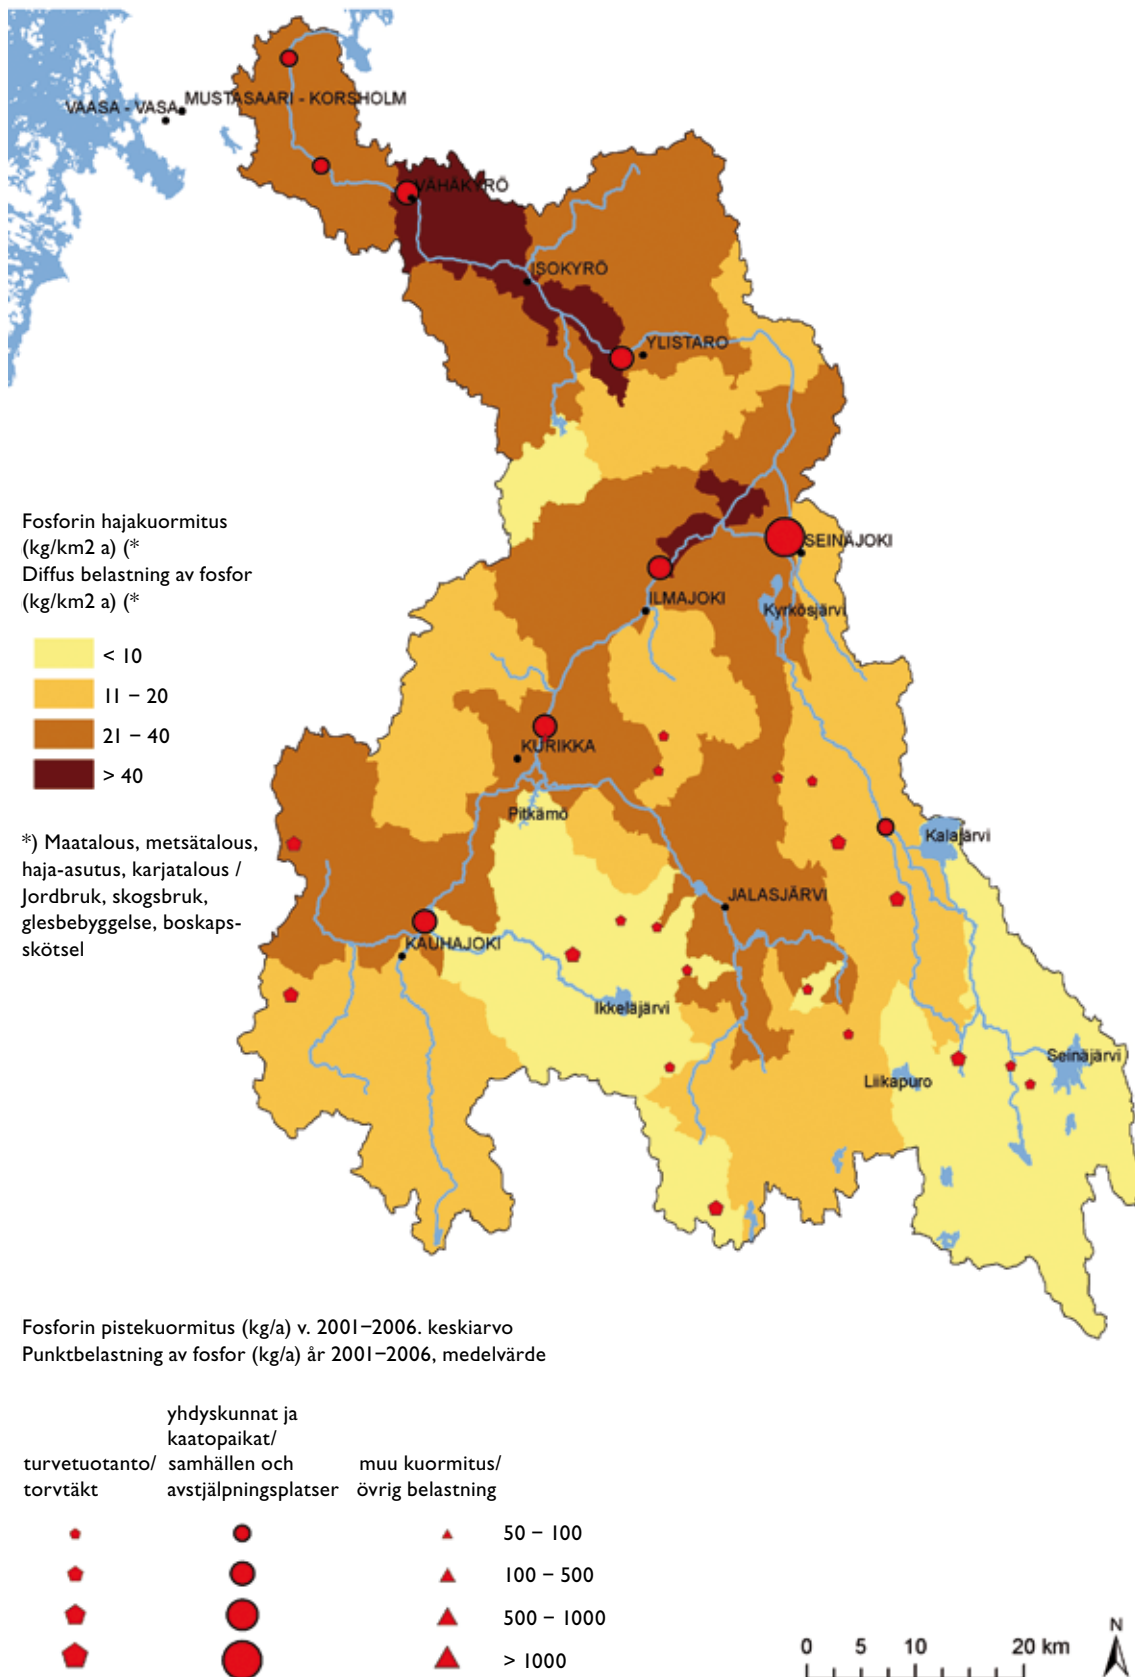 VAASA - VASA
MUSTASAARI - KORSHOLM
VÄHÄKYRÖ
ISOKYRÖ
YLISTARO
SEINÄJOKI
ILMAJOKI
Kyrkösjärvi
KURIKKA
Pitkämö
Kalajärvi
JALASJÄRVI
KAUHAJOKI
Ikkeläjärvi
Seinäjärvi
Liikapuro
Fosforin hajakuormitus
(kg/km2 a) (*
Diffus belastning av fosfor
(kg/km2 a) (*
< 10
11 – 20
21 – 40
> 40
*) Maatalous, metsätalous,
haja-asutus, karjatalous /
Jordbruk, skogsbruk,
glesbebyggelse, boskaps-
skötsel
Fosforin pistekuormitus (kg/a) v. 2001–2006. keskiarvo
Punktbelastning av fosfor (kg/a) år 2001–2006, medelvärde
turvetuotanto/
torvtäkt
yhdyskunnat ja
kaatopaikat/
samhällen och
avstjälpningsplatser
muu kuormitus/
övrig belastning
50 – 100
100 – 500
500 – 1000
> 1000
0 5 10 20 km
N